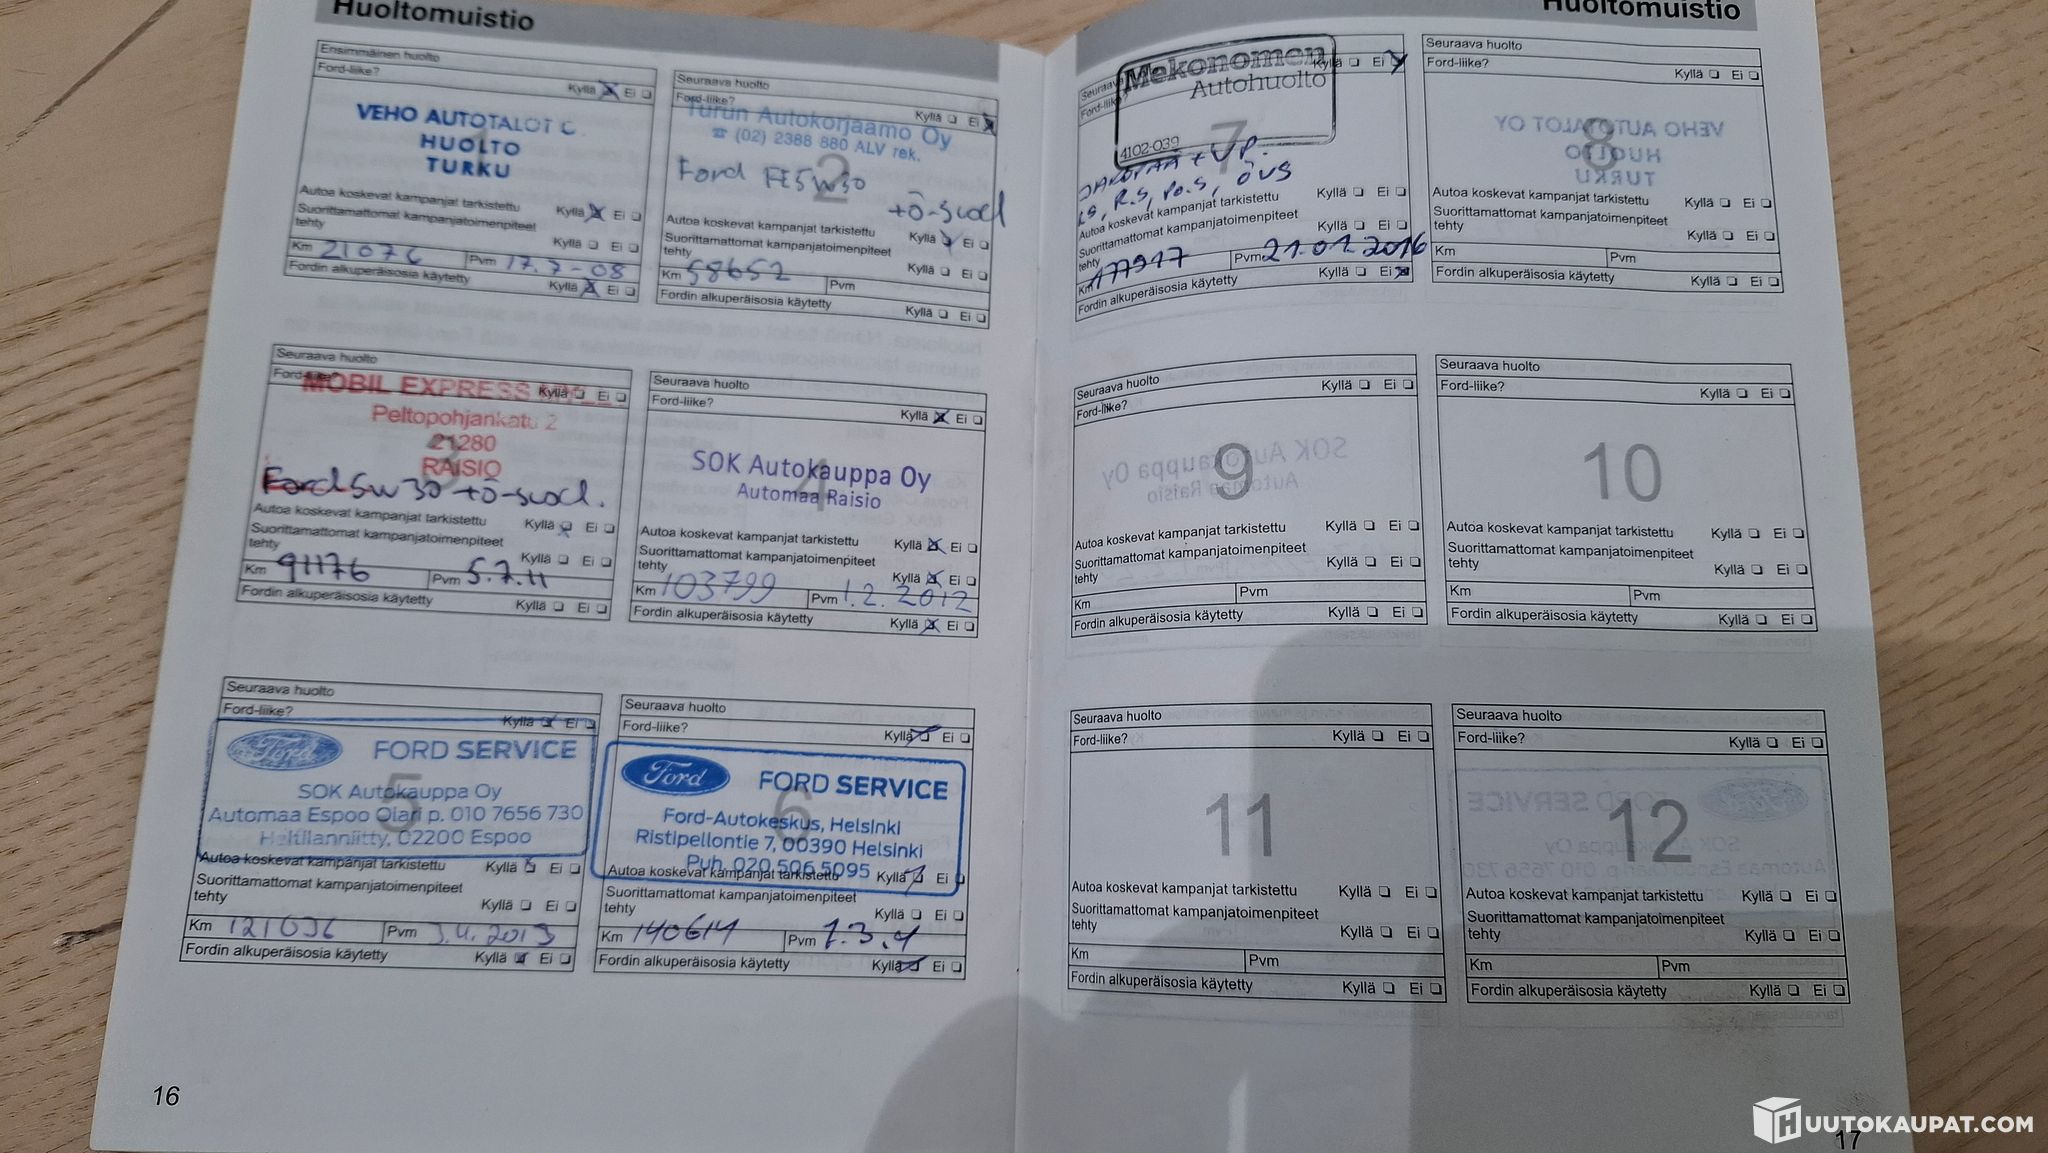 Huoltomuistio
Ensimmäinen huolto
Ford-liike?
Kyllä Ei
VEHO AUTOTALOT
HUOLTO
TURKU
1
Autoa koskevat kampanjat tarkistettu
Kyllä Ei
Suorittamattomat kampanjatoimenpiteet
tehty
Kyllä Ei
Km 21076 Pvm 17.7-08
Fordin alkuperäisosia käytetty
Kyllä Ei
Seuraava huolto
Ford-liike?
Kyllä Ei
Turun Autokorjaamo Oy
☎ (02) 2388 880 ALV rek.
2
Ford FE5W30
+ö-suod
Autoa koskevat kampanjat tarkistettu
Kyllä Ei
Suorittamattomat kampanjatoimenpiteet
tehty
Kyllä Ei
Km 58652 Pvm
Fordin alkuperäisosia käytetty
Kyllä Ei
Seuraava huolto
Ford-liike?
Kyllä Ei
MOBIL EXPRESS
Peltopohjankatu 2
21280
RAISIO
3
Ford 5w30 +ö-suod.
Autoa koskevat kampanjat tarkistettu
Kyllä Ei
Suorittamattomat kampanjatoimenpiteet
tehty
Kyllä Ei
Km 91176 Pvm 5.7.11
Fordin alkuperäisosia käytetty
Kyllä Ei
Seuraava huolto
Ford-liike?
Kyllä Ei
SOK Autokauppa Oy
Automaa Raisio
4
Autoa koskevat kampanjat tarkistettu
Kyllä Ei
Suorittamattomat kampanjatoimenpiteet
tehty
Kyllä Ei
Km 103799 Pvm 1.2.2012
Fordin alkuperäisosia käytetty
Kyllä Ei
Seuraava huolto
Ford-liike?
Kyllä Ei
Ford FORD SERVICE
SOK Autokauppa Oy
Automaa Espoo Olari p. 010 7656 730
02200 Espoo
5
Autoa koskevat kampanjat tarkistettu
Kyllä Ei
Suorittamattomat kampanjatoimenpiteet
tehty
Kyllä Ei
Km 121036 Pvm 3.4.2013
Fordin alkuperäisosia käytetty
Kyllä Ei
Seuraava huolto
Ford-liike?
Kyllä Ei
Ford FORD SERVICE
Ford-Autokeskus, Helsinki
Ristipellontie 7, 00390 Helsinki
Puh. 020 506 5095
6
Autoa koskevat kampanjat tarkistettu
Kyllä Ei
Suorittamattomat kampanjatoimenpiteet
tehty
Kyllä Ei
Km 140614 Pvm
Fordin alkuperäisosia käytetty
Kyllä Ei
16
Huoltomuistio
Ford-liike?
Kyllä Ei
Mekonomen
Autohuolto
4102-039
7
Kyllä Ei
Autoa koskevat kampanjat tarkistettu
Suorittamattomat kampanjatoimenpiteet
tehty
Kyllä Ei
Km 177917 Pvm 21.01.2016
Fordin alkuperäisosia käytetty
Kyllä Ei
Seuraava huolto
Ford-liike?
Kyllä Ei
8
Autoa koskevat kampanjat tarkistettu
Kyllä Ei
Suorittamattomat kampanjatoimenpiteet
tehty
Kyllä Ei
Km Pvm
Fordin alkuperäisosia käytetty
Kyllä Ei
Seuraava huolto
Ford-liike?
Kyllä Ei
9
Autoa koskevat kampanjat tarkistettu
Kyllä Ei
Suorittamattomat kampanjatoimenpiteet
tehty
Kyllä Ei
Km Pvm
Fordin alkuperäisosia käytetty
Kyllä Ei
Seuraava huolto
Ford-liike?
Kyllä Ei
10
Autoa koskevat kampanjat tarkistettu
Kyllä Ei
Suorittamattomat kampanjatoimenpiteet
tehty
Kyllä Ei
Km Pvm
Fordin alkuperäisosia käytetty
Kyllä Ei
Seuraava huolto
Ford-liike?
Kyllä Ei
11
Autoa koskevat kampanjat tarkistettu
Kyllä Ei
Suorittamattomat kampanjatoimenpiteet
tehty
Kyllä Ei
Km Pvm
Fordin alkuperäisosia käytetty
Kyllä Ei
Seuraava huolto
Ford-liike?
Kyllä Ei
12
Autoa koskevat kampanjat tarkistettu
Kyllä Ei
Suorittamattomat kampanjatoimenpiteet
tehty
Kyllä Ei
Km Pvm
Fordin alkuperäisosia käytetty
Kyllä Ei
17
HUUTOKAUPAT.COM